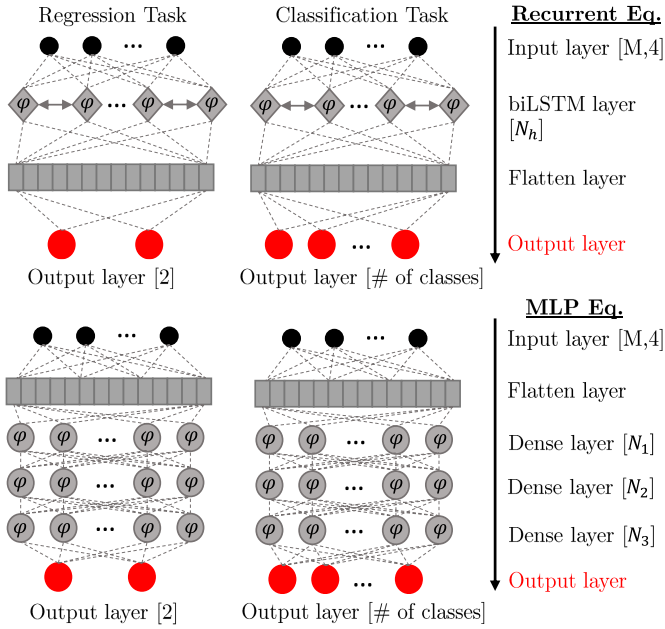 Regression Task
Classification Task
Recurrent Eq.
...
...
Input layer [M,4]
φ φ ... φ φ
φ φ ... φ φ
biLSTM layer
[N_h]
Flatten layer
...
Output layer
Output layer [2]
Output layer [# of classes]
MLP Eq.
...
...
Input layer [M,4]
Flatten layer
φ φ ... φ φ
φ φ ... φ φ
Dense layer [N_1]
φ φ ... φ φ
φ φ ... φ φ
Dense layer [N_2]
φ φ ... φ φ
φ φ ... φ φ
Dense layer [N_3]
...
Output layer
Output layer [2]
Output layer [# of classes]